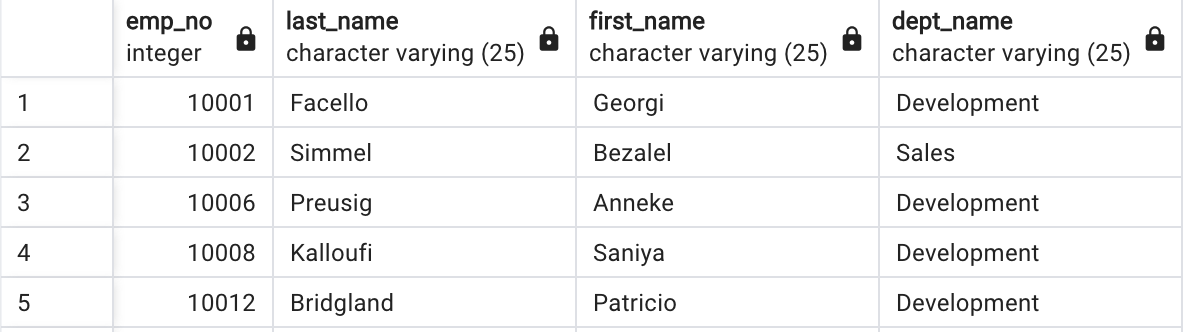 emp_no last_name first_name dept_name
integer character varying (25) character varying (25) character varying (25)
1 10001 Facello Georgi Development
2 10002 Simmel Bezalel Sales
3 10006 Preusig Anneke Development
4 10008 Kalloufi Saniya Development
5 10012 Bridgland Patricio Development